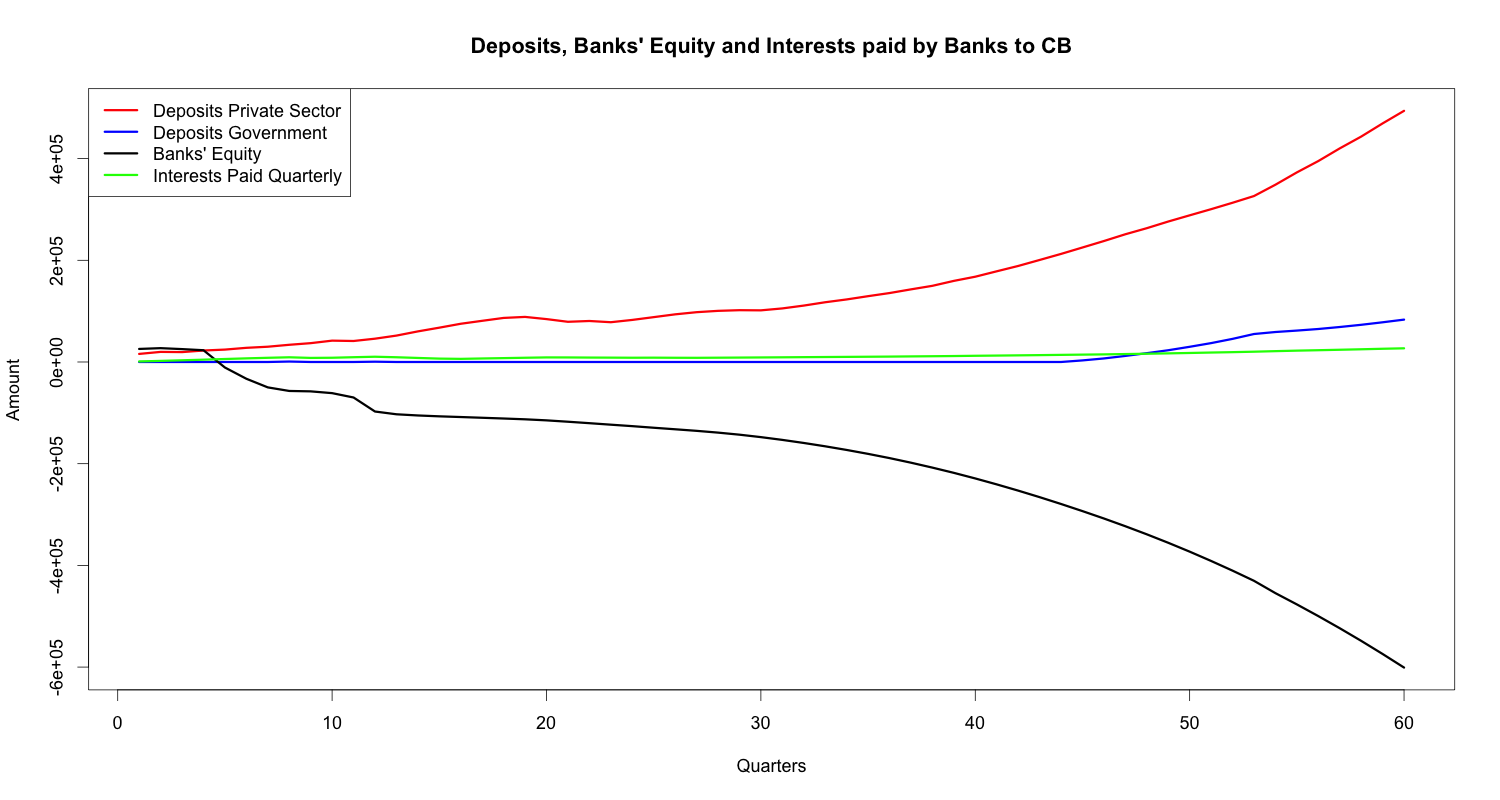 Deposits, Banks' Equity and Interests paid by Banks to CB
Deposits Private Sector
Deposits Government
Banks' Equity
Interests Paid Quarterly
Amount
4e+05
2e+05
0e+00
-2e+05
-4e+05
-6e+05
0 10 20 30 40 50 60
Quarters